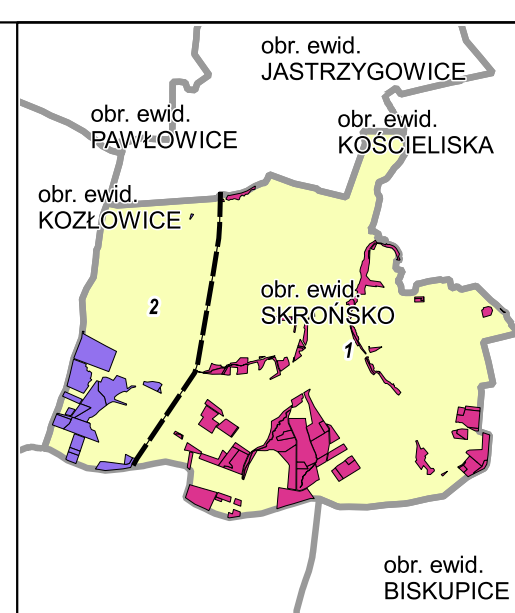 obr. ewid.
JASTRZYGOWICE
obr. ewid.
PAWŁOWICE
obr. ewid.
KOŚCIELISKA
obr. ewid.
KOZŁOWICE
obr. ewid.
SKROŃSKO
2
1
obr. ewid.
BISKUPICE